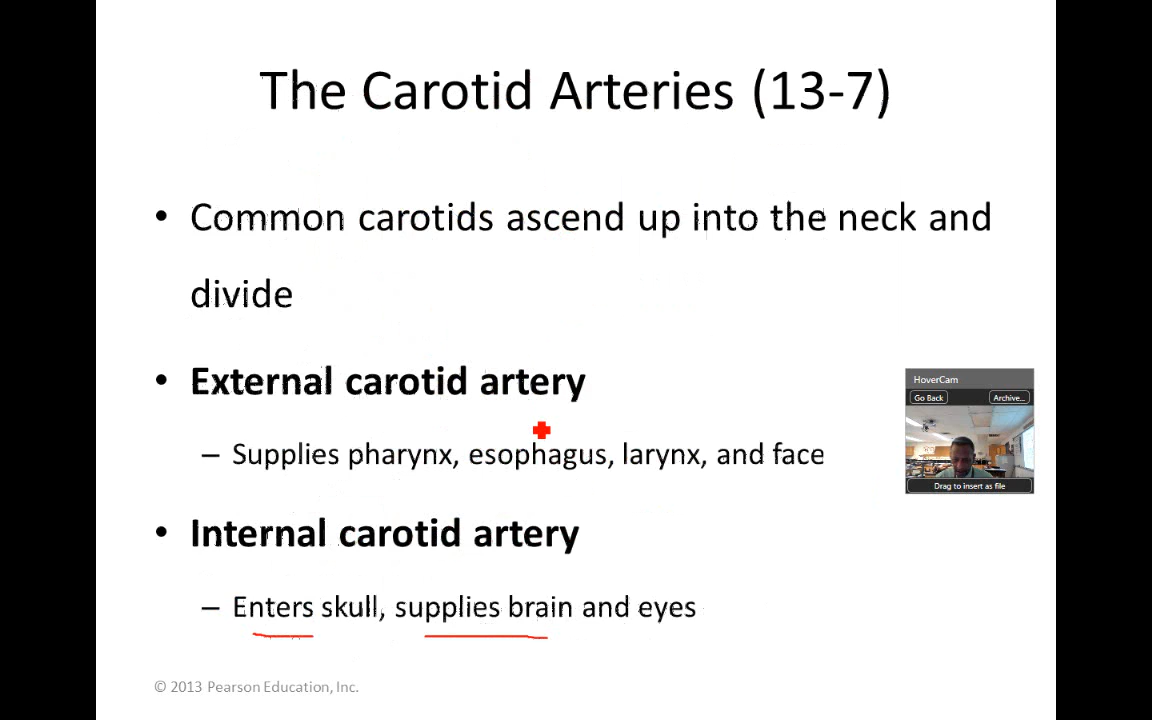 The Carotid Arteries (13-7)
• Common carotids ascend up into the neck and
divide
• External carotid artery
– Supplies pharynx, esophagus, larynx, and face
• Internal carotid artery
– Enters skull, supplies brain and eyes
HoverCam
Go Back Archive...
Drag to insert as file
© 2013 Pearson Education, Inc.